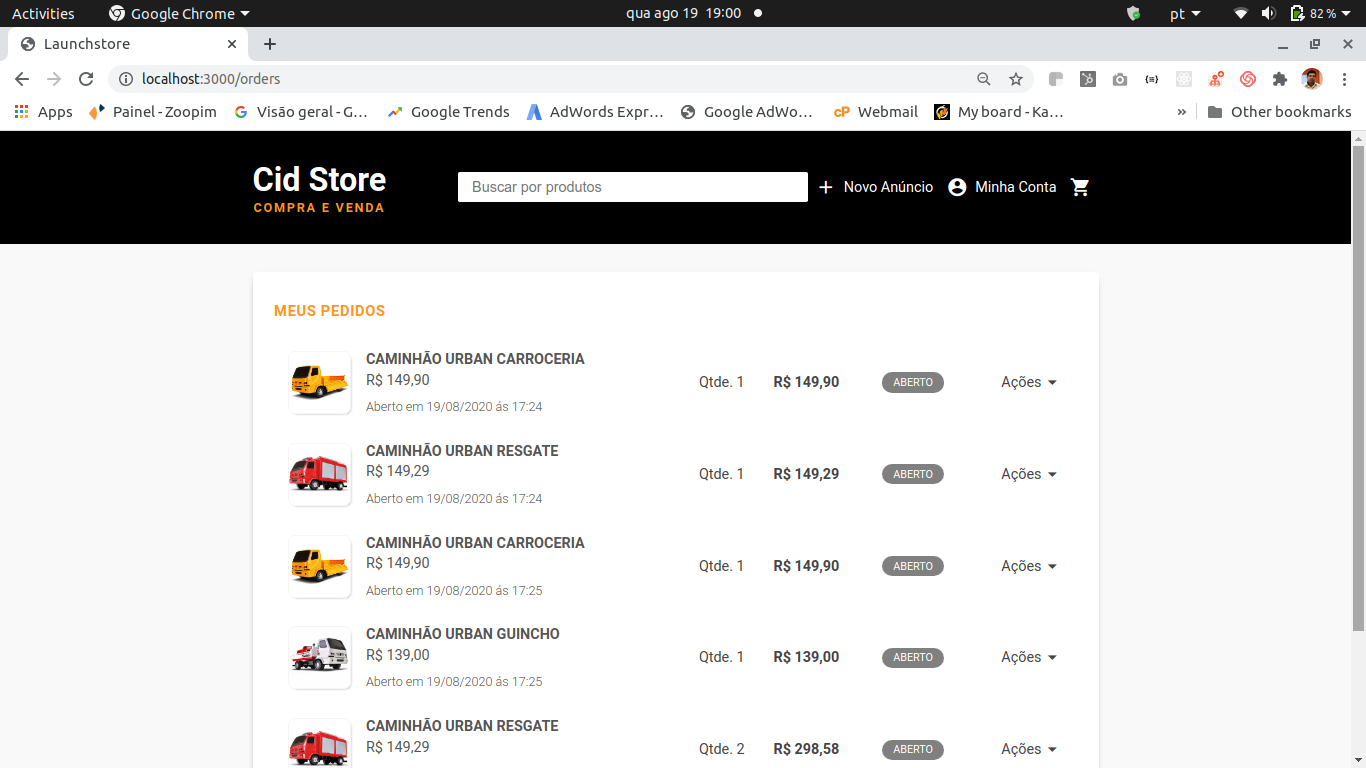 Activities Google Chrome qua ago 19 19:00 pt 82 %
Launchstore
localhost:3000/orders
Apps Painel - Zoopim Visão geral - G… Google Trends AdWords Expr… Google AdWo… cP Webmail My board - Ka… » Other bookmarks
Cid Store
COMPRA E VENDA
Buscar por produtos
Novo Anúncio Minha Conta
MEUS PEDIDOS
CAMINHÃO URBAN CARROCERIA
R$ 149,90
Aberto em 19/08/2020 ás 17:24
Qtde. 1 R$ 149,90 ABERTO Ações
CAMINHÃO URBAN RESGATE
R$ 149,29
Aberto em 19/08/2020 ás 17:24
Qtde. 1 R$ 149,29 ABERTO Ações
CAMINHÃO URBAN CARROCERIA
R$ 149,90
Aberto em 19/08/2020 ás 17:25
Qtde. 1 R$ 149,90 ABERTO Ações
CAMINHÃO URBAN GUINCHO
R$ 139,00
Aberto em 19/08/2020 ás 17:25
Qtde. 1 R$ 139,00 ABERTO Ações
CAMINHÃO URBAN RESGATE
R$ 149,29
Qtde. 2 R$ 298,58 ABERTO Ações